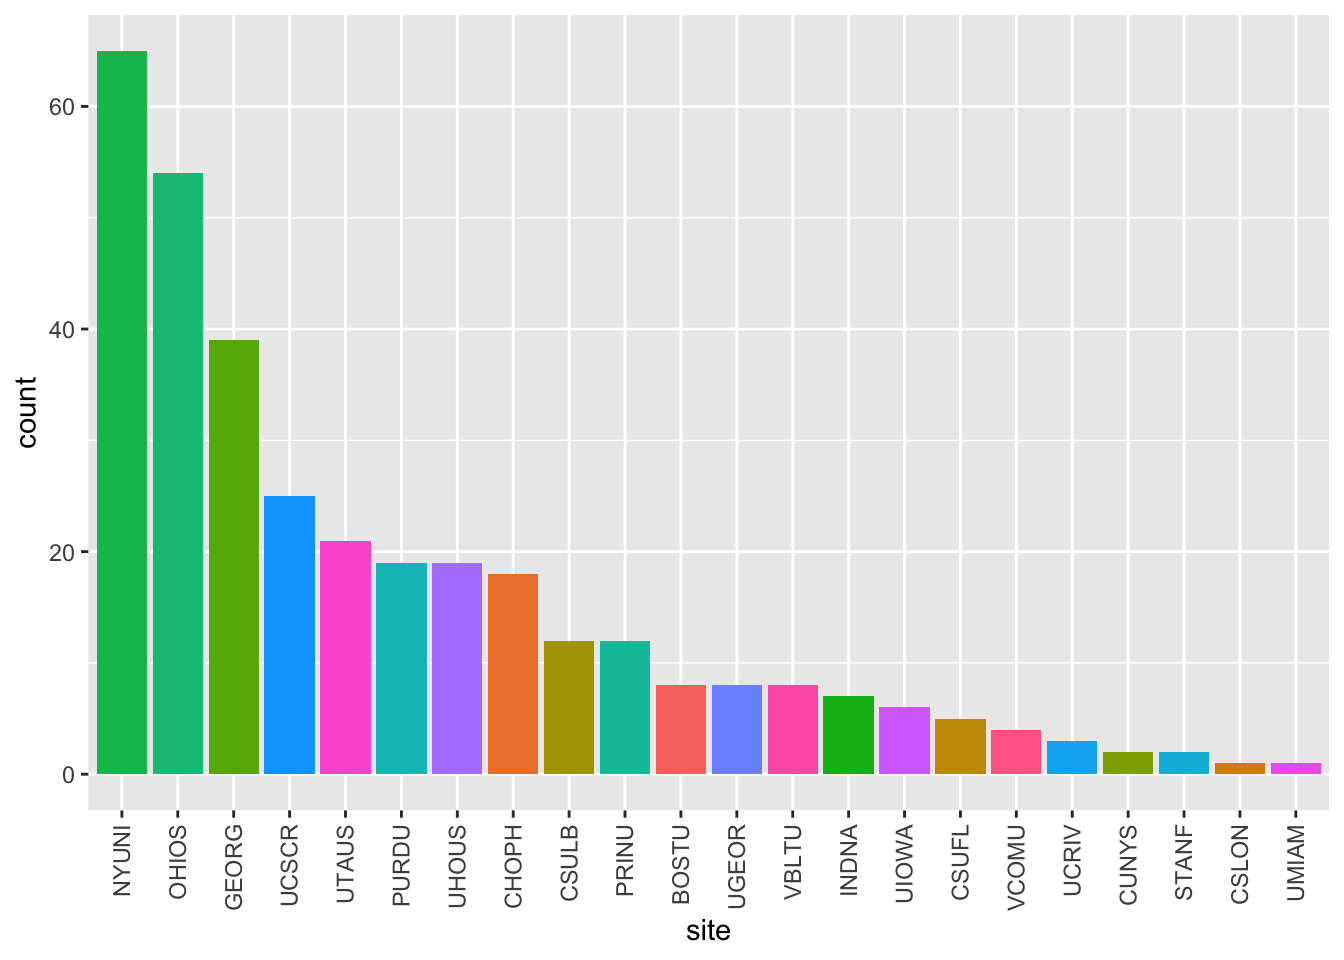 count
60
40
20
0
NYUNI
OHIOS
GEORG
UCSCR
UTAUS
PURDU
UHOUS
CHOPH
CSULB
PRINU
BOSTU
UGEOR
VBLTU
INDNA
UIOWA
CSUFL
VCOMU
UCRIV
CUNYS
STANF
CSLON
UMIAM
site